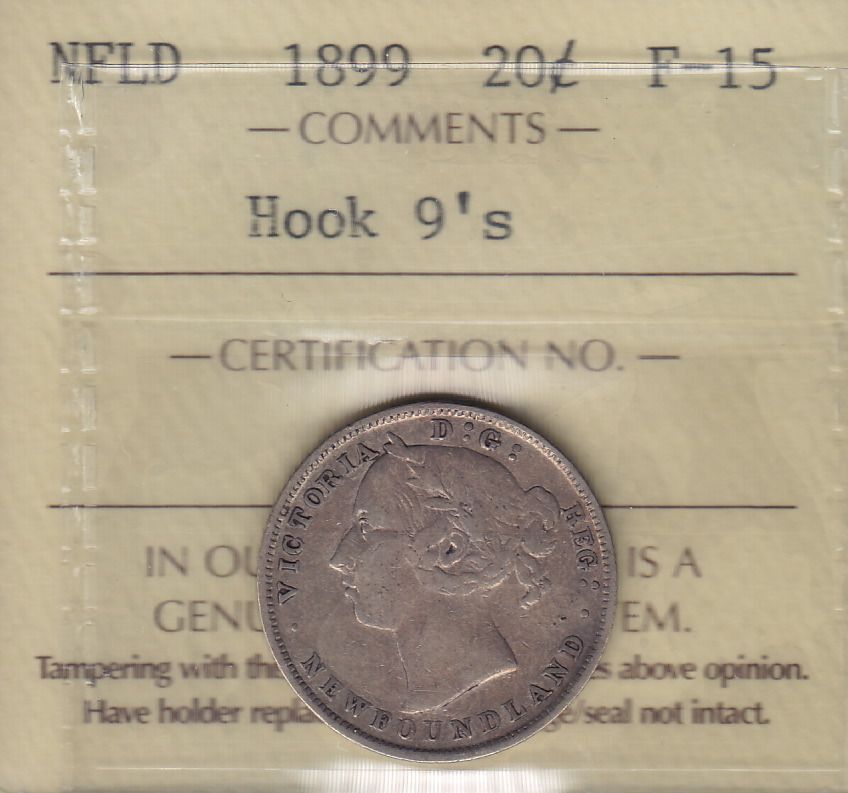 NFLD 1899 20¢ F-15
— COMMENTS —
Hook 9's
— CERTIFICATION NO. —
VICTORIA D:G: REG:
NEWFOUNDLAND
IN OU IS A
GENU EM.
Tampering with th s above opinion.
Have holder repla ge/seal not intact.